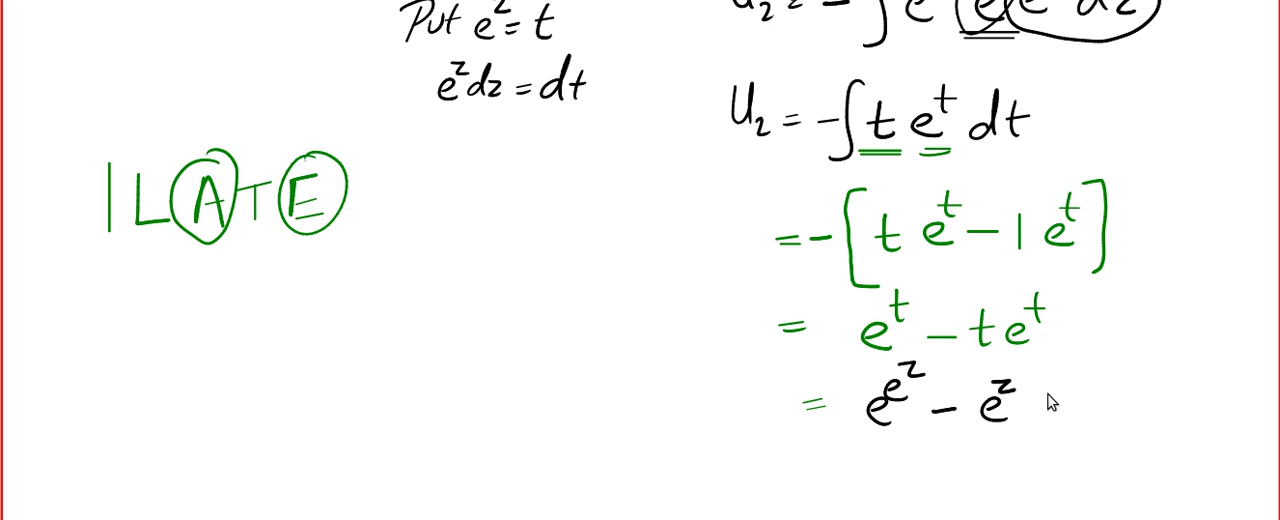 Put e^z = t
e^z dz = dt
u₂ = -∫ t e^t dt
ILATE
= -[t e^t - 1 e^t]
= e^t - t e^t
= e^{e^z} - e^z